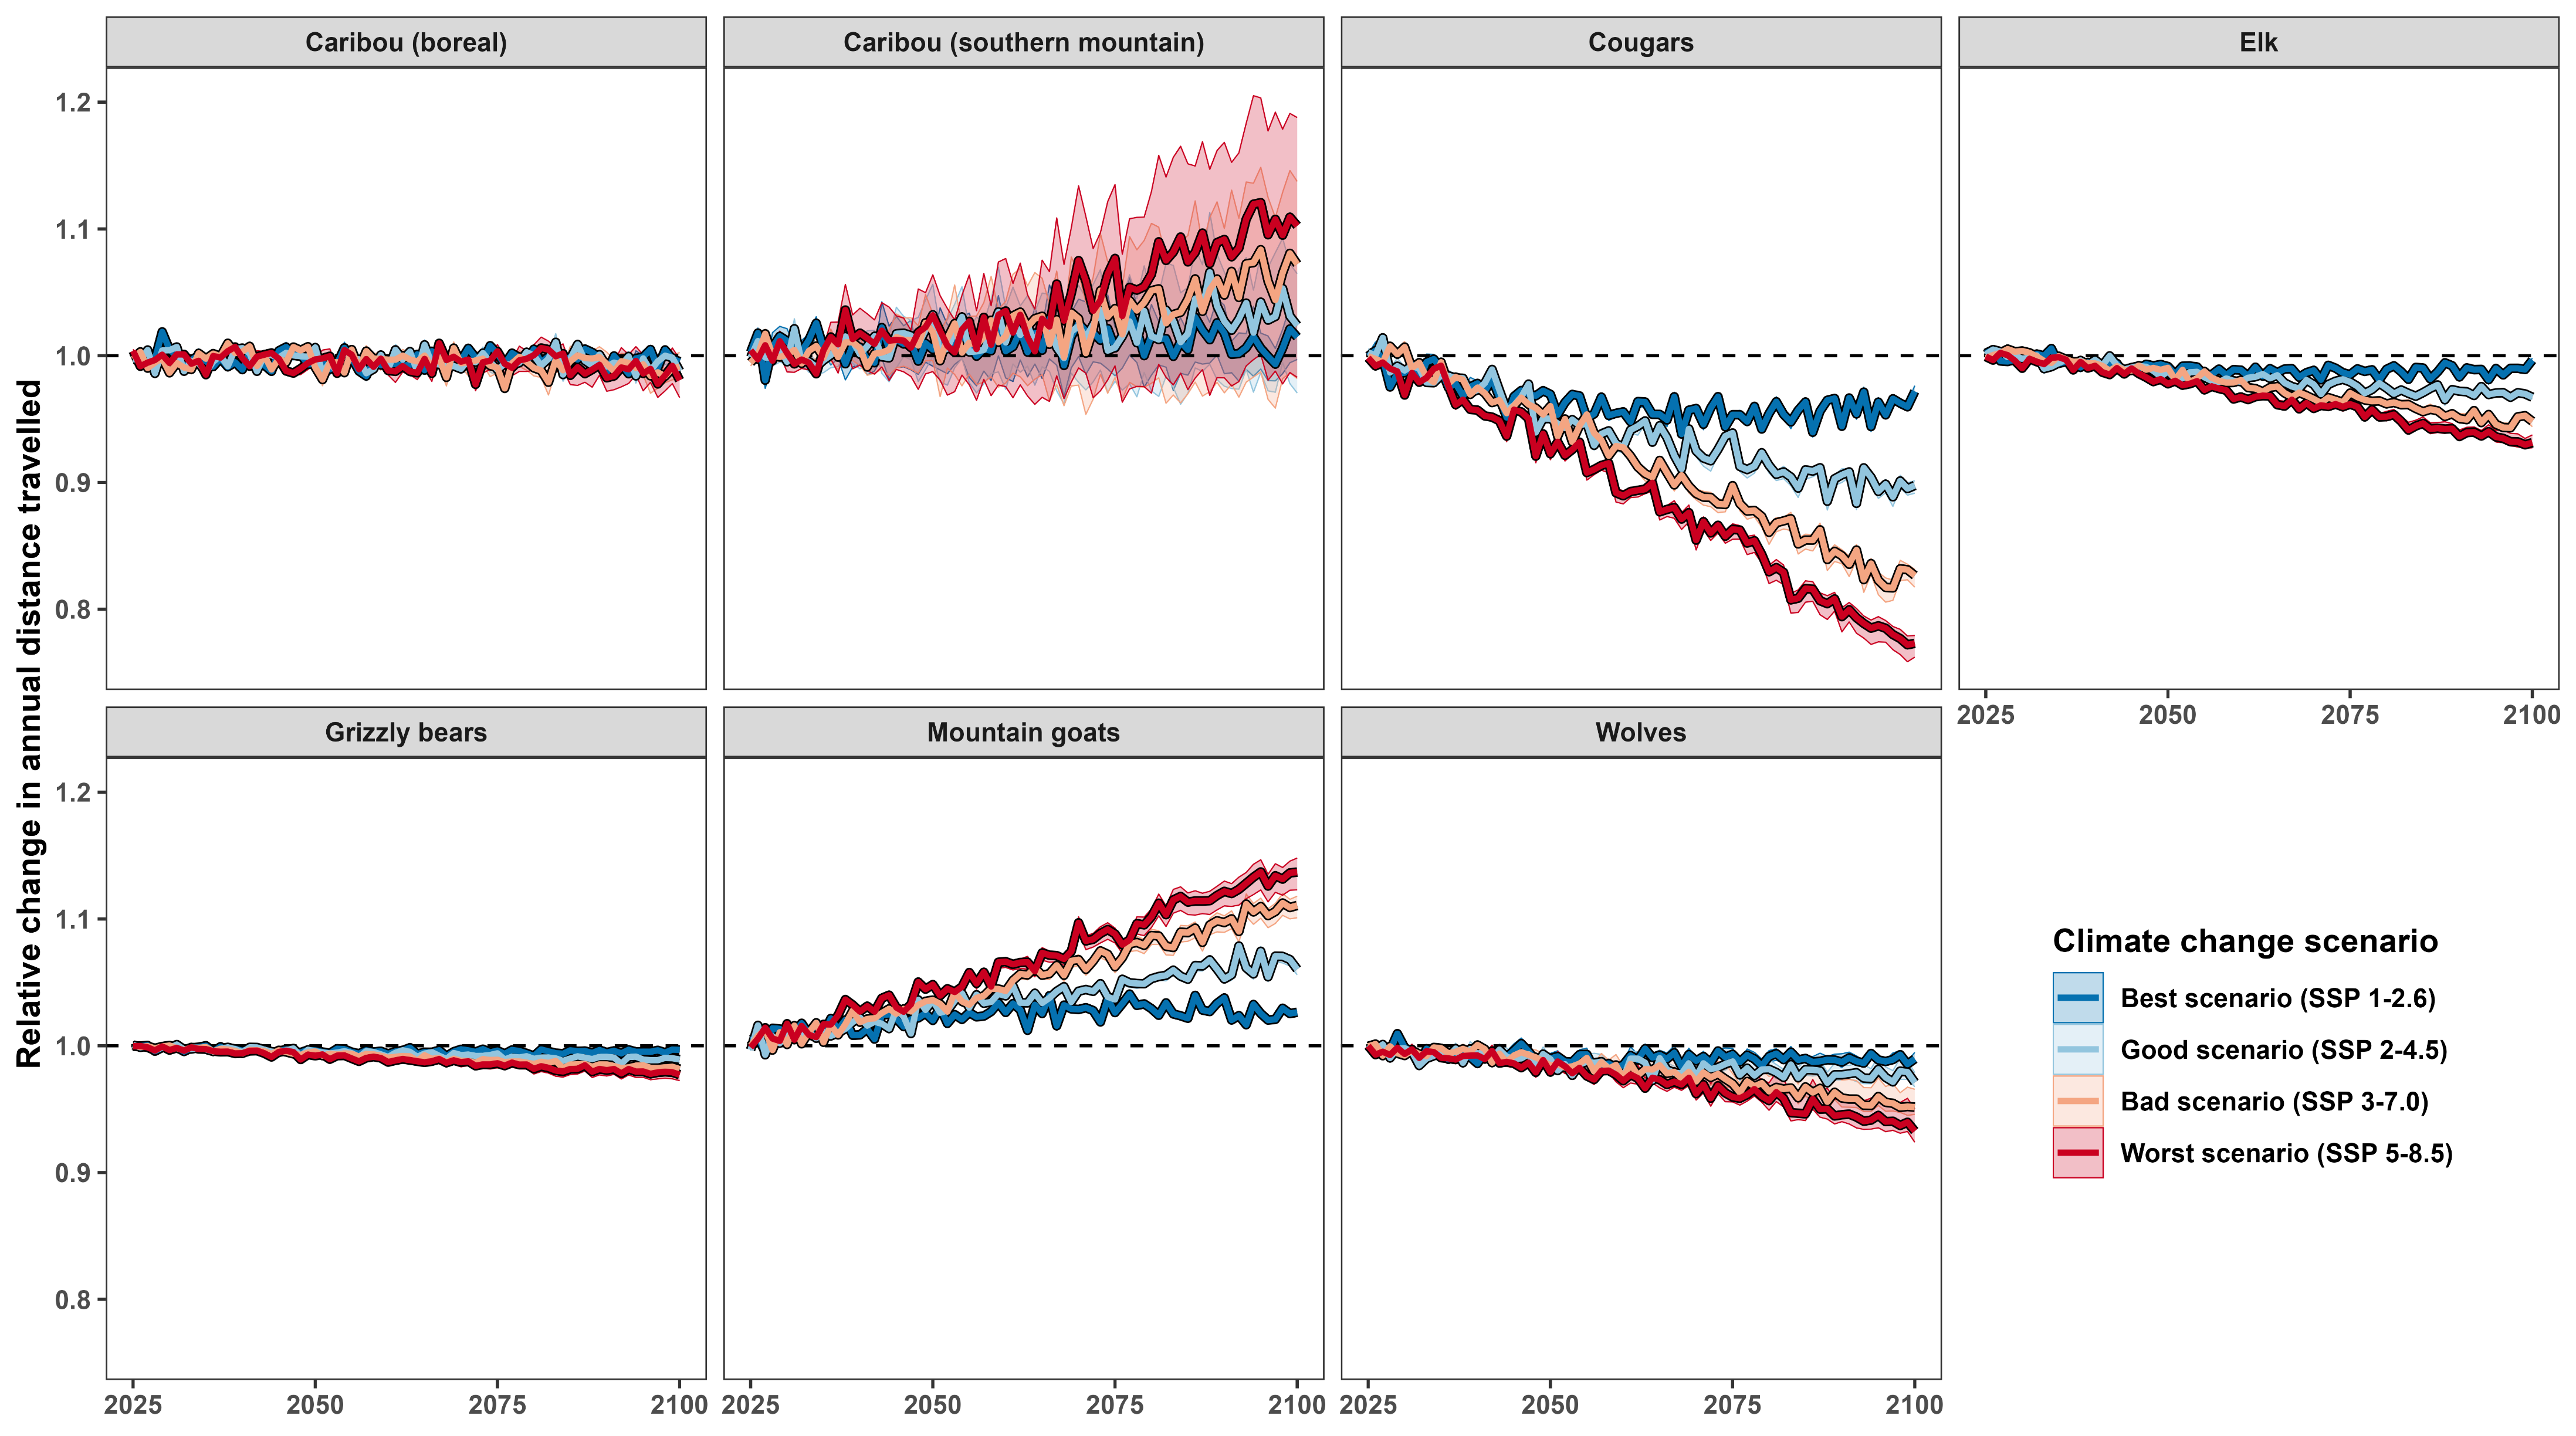 Caribou (boreal)
Caribou (southern mountain)
Cougars
Elk
Relative change in annual distance travelled
1.2
1.1
1.0
0.9
0.8
2025 2050 2075 2100
Grizzly bears
Mountain goats
Wolves
1.2
1.1
1.0
0.9
0.8
2025 2050 2075 2100
2025 2050 2075 2100
2025 2050 2075 2100
Climate change scenario
Best scenario (SSP 1-2.6)
Good scenario (SSP 2-4.5)
Bad scenario (SSP 3-7.0)
Worst scenario (SSP 5-8.5)